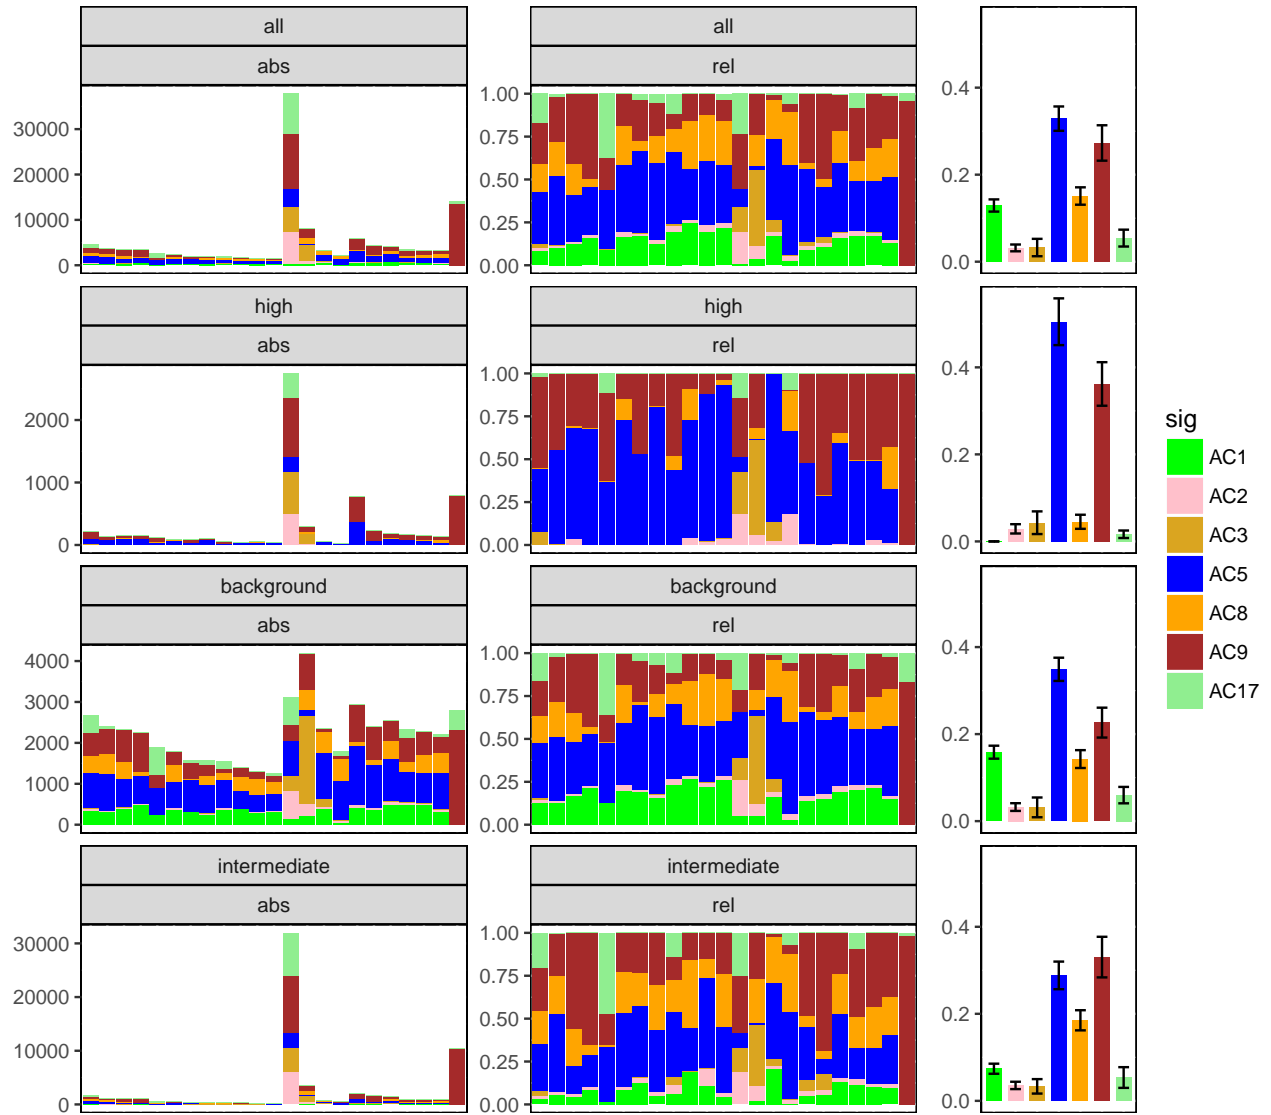 all
abs
30000
20000
10000
0
all
rel
1.00
0.75
0.50
0.25
0.00
0.4
0.2
0.0
high
abs
2000
1000
0
high
rel
1.00
0.75
0.50
0.25
0.00
0.4
0.2
0.0
background
abs
4000
3000
2000
1000
0
background
rel
1.00
0.75
0.50
0.25
0.00
0.4
0.2
0.0
intermediate
abs
30000
20000
10000
0
intermediate
rel
1.00
0.75
0.50
0.25
0.00
0.4
0.2
0.0
sig
AC1
AC2
AC3
AC5
AC8
AC9
AC17